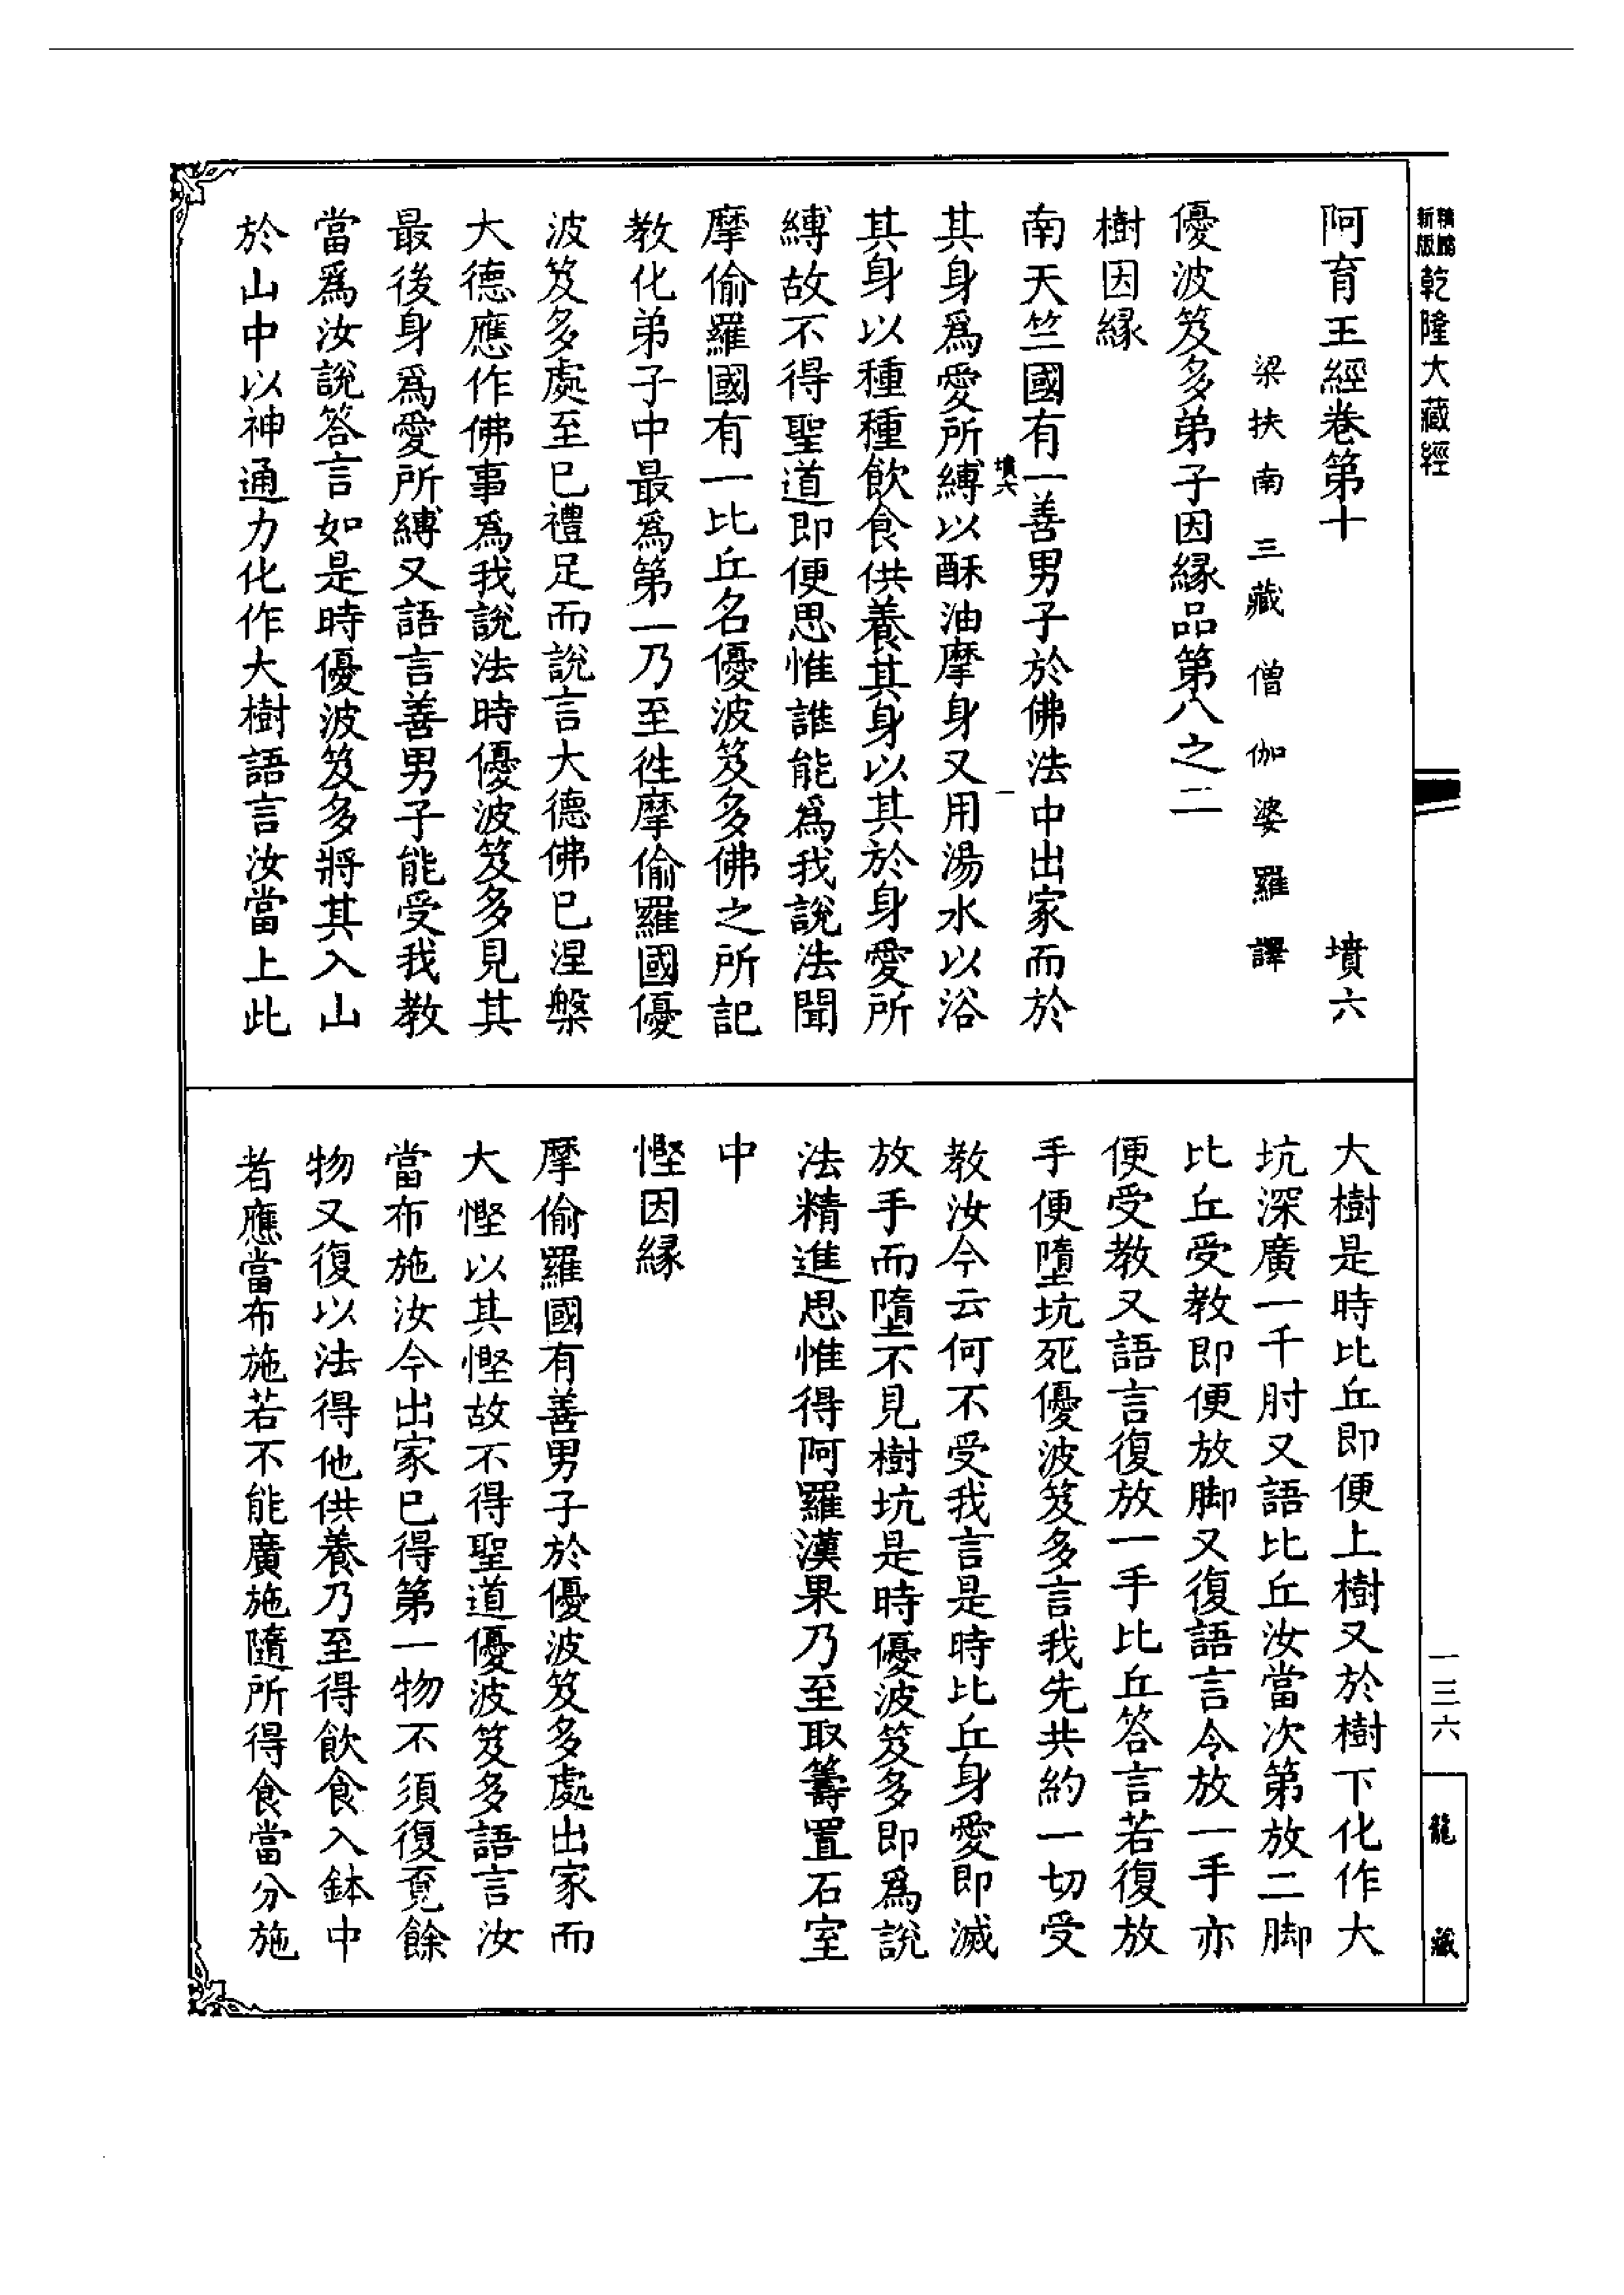 新版
乾隆大藏經
阿育王經卷第十 墳六
梁扶南三藏僧伽婆羅譯
優波笈多弟子因緣品第八之二
樹因緣
南天竺國有一善男子於佛法中出家而於
墳六 一
其身爲愛所縛以酥油摩身又用湯水以浴
其身以種種飲食供養其身以其於身愛所
縛故不得聖道即便思惟誰能爲我說法聞
摩偷羅國有一比丘名優波笈多佛之所記
教化弟子中最爲第一乃至徃摩偷羅國優
波笈多處至已禮足而說言大德佛已涅槃
大德應作佛事爲我說法時優波笈多見其
最後身爲愛所縛又語言善男子能受我教
當爲汝說答言如是時優波笈多將其入山
於山中以神通力化作大樹語言汝當上此
大樹是時比丘即便上樹又於樹下化作大
坑深廣一千肘又語比丘汝當次第放二脚
比丘受教即便放脚又復語言令放一手亦
便受教又語言復放一手比丘答言若復放
手便墮坑死優波笈多言我先共約一切受
教汝今云何不受我言是時比丘身愛即滅
放手而墮不見樹坑是時優波笈多即爲說
法精進思惟得阿羅漢果乃至取籌置石室
中
慳因緣
摩偷羅國有善男子於優波笈多處出家而
大慳以其慳故不得聖道優波笈多語言汝
當布施汝今出家已得第一物不須復覔餘
物又復以法得他供養乃至得飲食入鉢中
者應當布施若不能廣施隨所得食當分施
一三六
龍藏